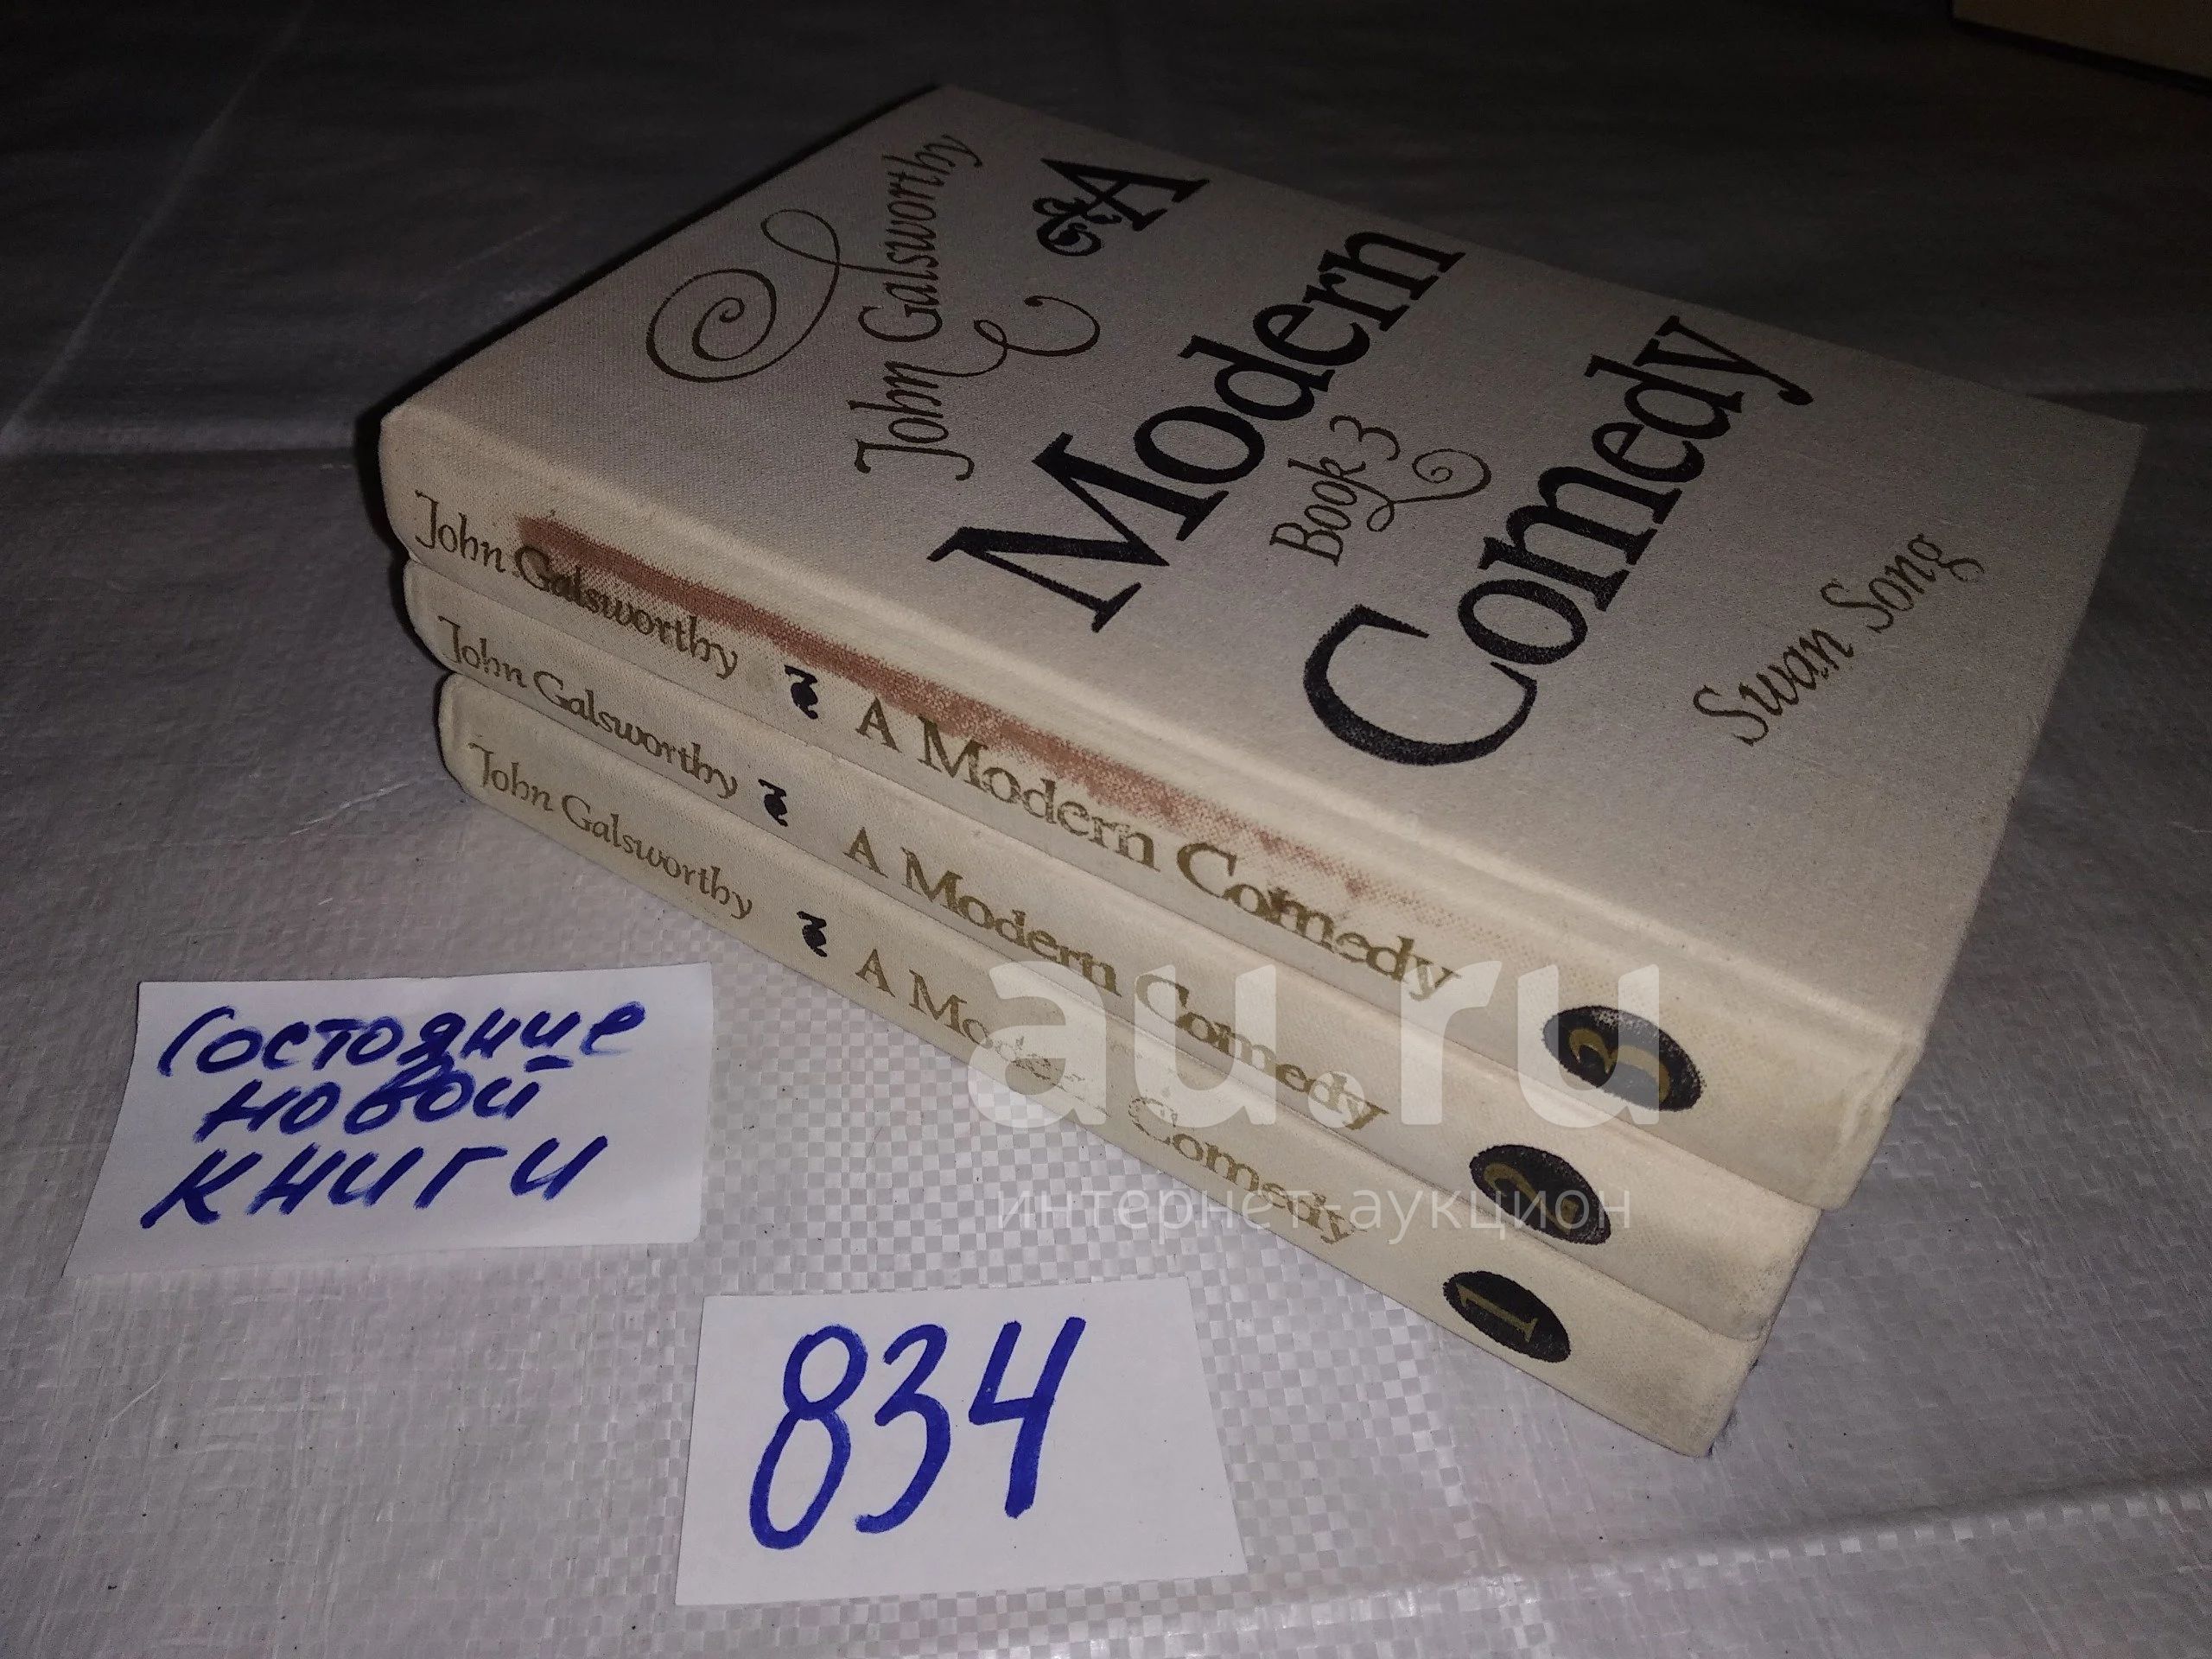 John Galsworthy
A
Modern
Book 3
Comedy
Swan Song
John Galsworthy A Modern Comedy 3
John Galsworthy A Modern Comedy 2
John Galsworthy A Modern Comedy 1
au.ru
интернет-аукцион
Состояние
новой
книги
834